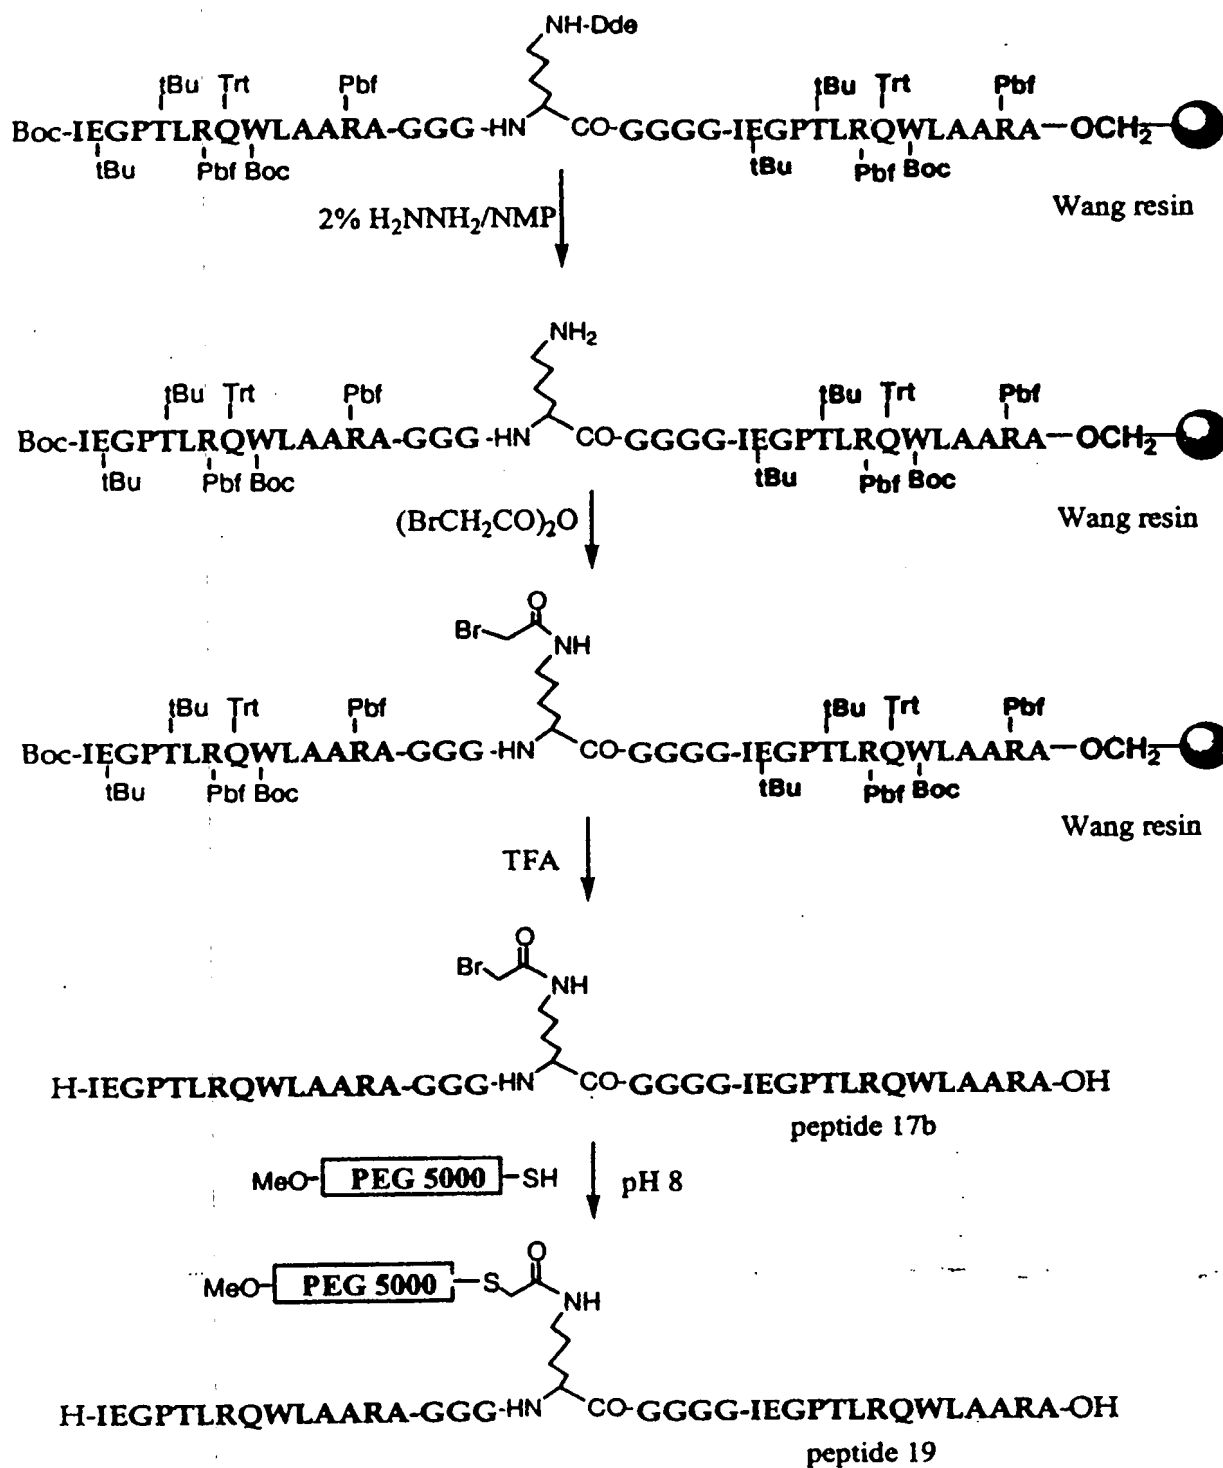 NH-Dde
tBu Trt Pbf tBu Trt Pbf
Boc-IEGPTLRQWLAARA-GGG-HN CO-GGGG-IEGPTLRQWLAARA-OCH2
tBu Pbf Boc tBu Pbf Boc
Wang resin
2% H2NNH2/NMP
NH2
tBu Trt Pbf tBu Trt Pbf
Boc-IEGPTLRQWLAARA-GGG-HN CO-GGGG-IEGPTLRQWLAARA-OCH2
tBu Pbf Boc tBu Pbf Boc
Wang resin
(BrCH2CO)2O
O
Br NH
tBu Trt Pbf tBu Trt Pbf
Boc-IEGPTLRQWLAARA-GGG-HN CO-GGGG-IEGPTLRQWLAARA-OCH2
tBu Pbf Boc tBu Pbf Boc
Wang resin
TFA
O
Br NH
H-IEGPTLRQWLAARA-GGG-HN CO-GGGG-IEGPTLRQWLAARA-OH
peptide 17b
MeO-PEG 5000-SH pH 8
O
MeO-PEG 5000-S NH
H-IEGPTLRQWLAARA-GGG-HN CO-GGGG-IEGPTLRQWLAARA-OH
peptide 19